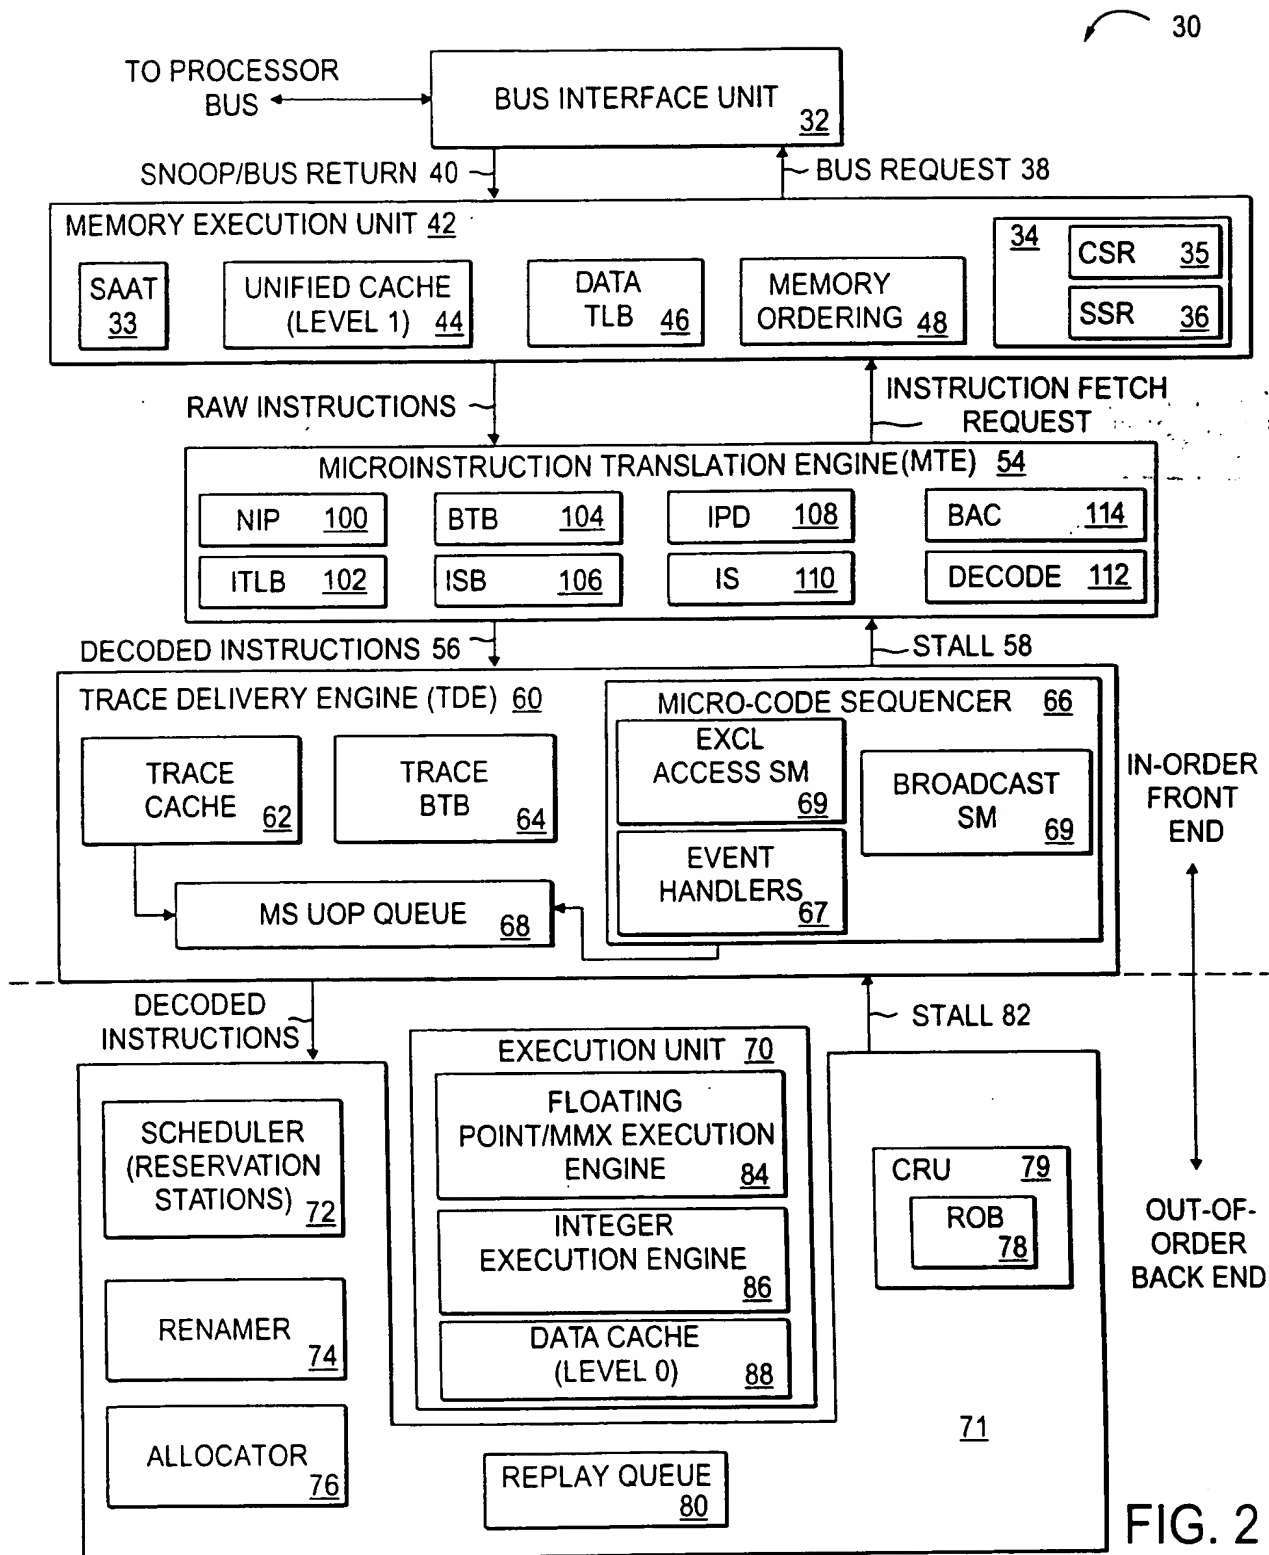 30
TO PROCESSOR
BUS
BUS INTERFACE UNIT
32
SNOOP/BUS RETURN 40
BUS REQUEST 38
MEMORY EXECUTION UNIT 42
SAAT
33
UNIFIED CACHE
(LEVEL 1) 44
DATA
TLB 46
MEMORY
ORDERING 48
34
CSR 35
SSR 36
RAW INSTRUCTIONS
INSTRUCTION FETCH
REQUEST
MICROINSTRUCTION TRANSLATION ENGINE(MTE) 54
NIP 100
BTB 104
IPD 108
BAC 114
ITLB 102
ISB 106
IS 110
DECODE 112
DECODED INSTRUCTIONS 56
STALL 58
TRACE DELIVERY ENGINE (TDE) 60
MICRO-CODE SEQUENCER 66
TRACE
CACHE
62
TRACE
BTB
64
EXCL
ACCESS SM
69
BROADCAST
SM
69
EVENT
HANDLERS
67
MS UOP QUEUE
68
IN-ORDER
FRONT
END
DECODED
INSTRUCTIONS
STALL 82
EXECUTION UNIT 70
FLOATING
POINT/MMX EXECUTION
ENGINE 84
INTEGER
EXECUTION ENGINE
86
DATA CACHE
(LEVEL 0) 88
SCHEDULER
(RESERVATION
STATIONS)
72
RENAMER
74
ALLOCATOR
76
CRU 79
ROB
78
OUT-OF-
ORDER
BACK END
71
REPLAY QUEUE
80
FIG. 2